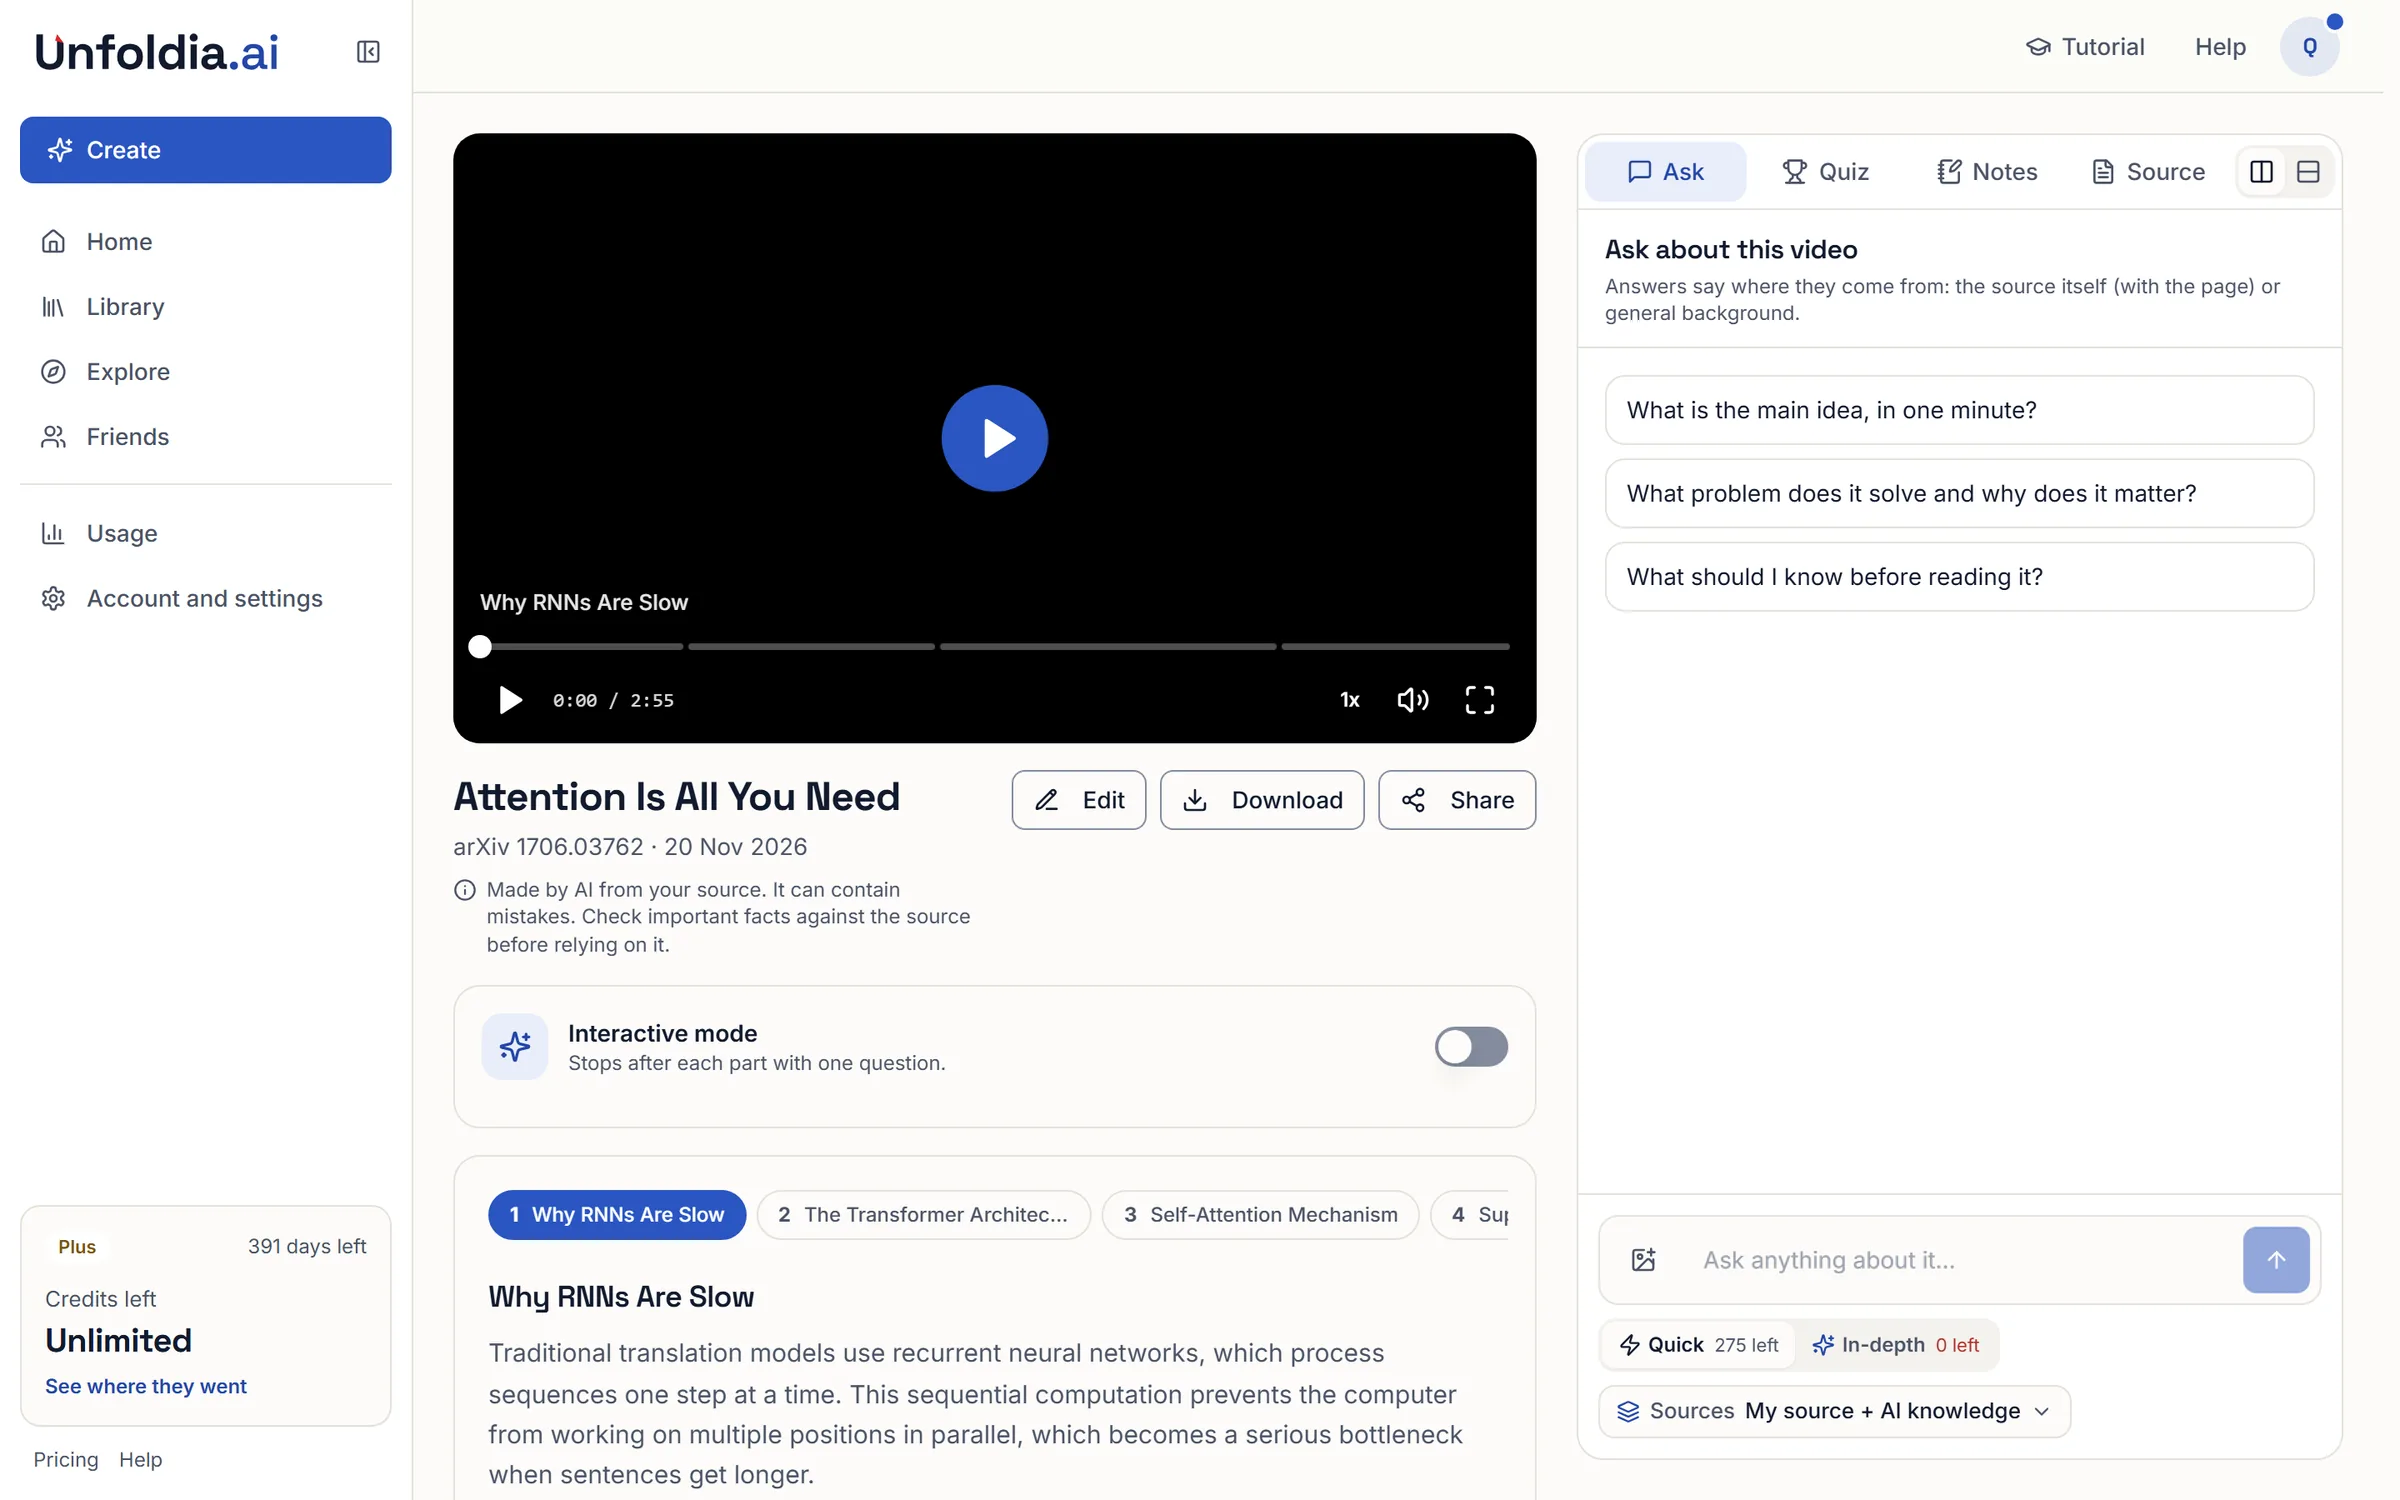 Unfoldia.ai
Create
Home
Library
Explore
Friends
Usage
Account and settings
Plus
391 days left
Credits left
Unlimited
See where they went
Pricing
Help
Tutorial
Help
Q
Why RNNs Are Slow
0:00 / 2:55
1x
Attention Is All You Need
Edit
Download
Share
arXiv 1706.03762 · 20 Nov 2026
Made by AI from your source. It can contain
mistakes. Check important facts against the source
before relying on it.
Interactive mode
Stops after each part with one question.
1 Why RNNs Are Slow
2 The Transformer Architec...
3 Self-Attention Mechanism
4
Why RNNs Are Slow
Traditional translation models use recurrent neural networks, which process
sequences one step at a time. This sequential computation prevents the computer
from working on multiple positions in parallel, which becomes a serious bottleneck
when sentences get longer.
Ask
Quiz
Notes
Source
Ask about this video
Answers say where they come from: the source itself (with the page) or
general background.
What is the main idea, in one minute?
What problem does it solve and why does it matter?
What should I know before reading it?
Ask anything about it...
Quick 275 left
In-depth 0 left
Sources My source + AI knowledge